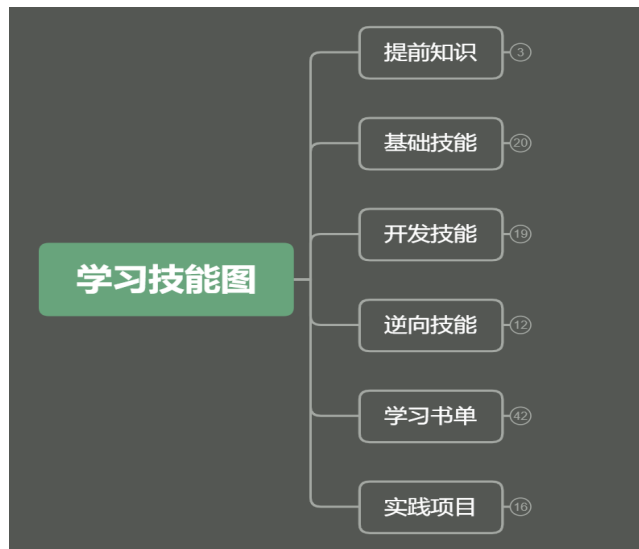 提前知识 3
基础技能 20
开发技能 19
学习技能图
逆向技能 12
学习书单 42
实践项目 16